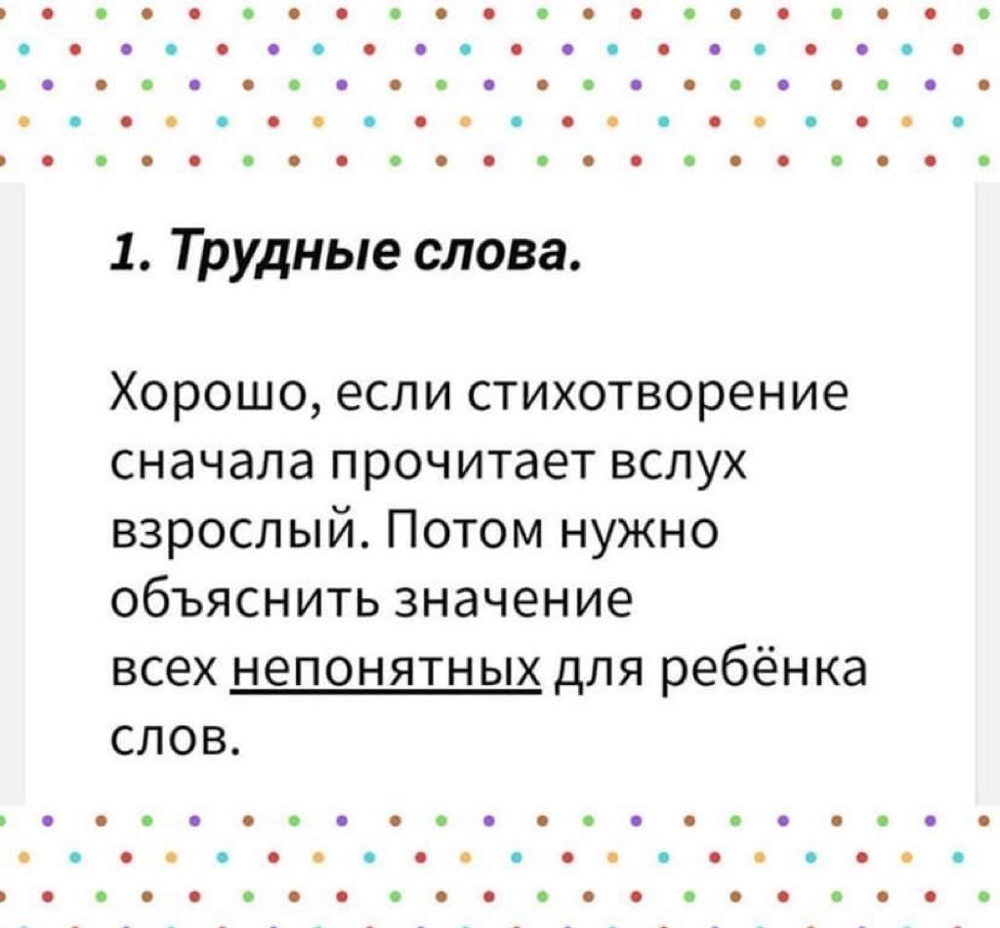 1. Трудные слова.
Хорошо, если стихотворение
сначала прочитает вслух
взрослый. Потом нужно
объяснить значение
всех непонятных для ребёнка
слов.